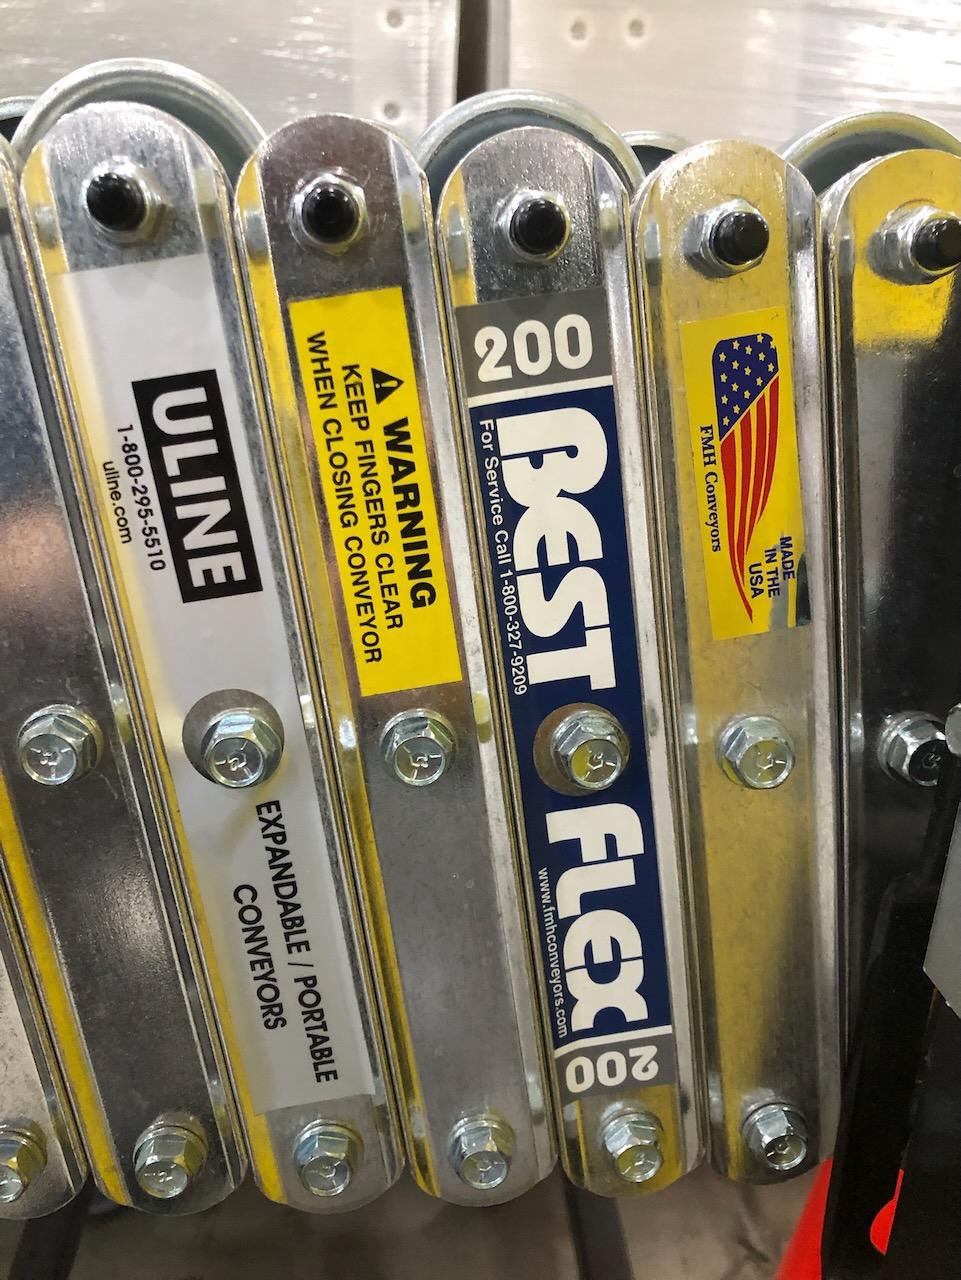 ULINE
1-800-295-5510
uline.com
EXPANDABLE / PORTABLE
CONVEYORS
⚠ WARNING
KEEP FINGERS CLEAR
WHEN CLOSING CONVEYOR
200
BEST FLEX
For Service Call 1-800-327-9209
www.fmhconveyors.com
200
FMH Conveyors
MADE
IN THE
USA